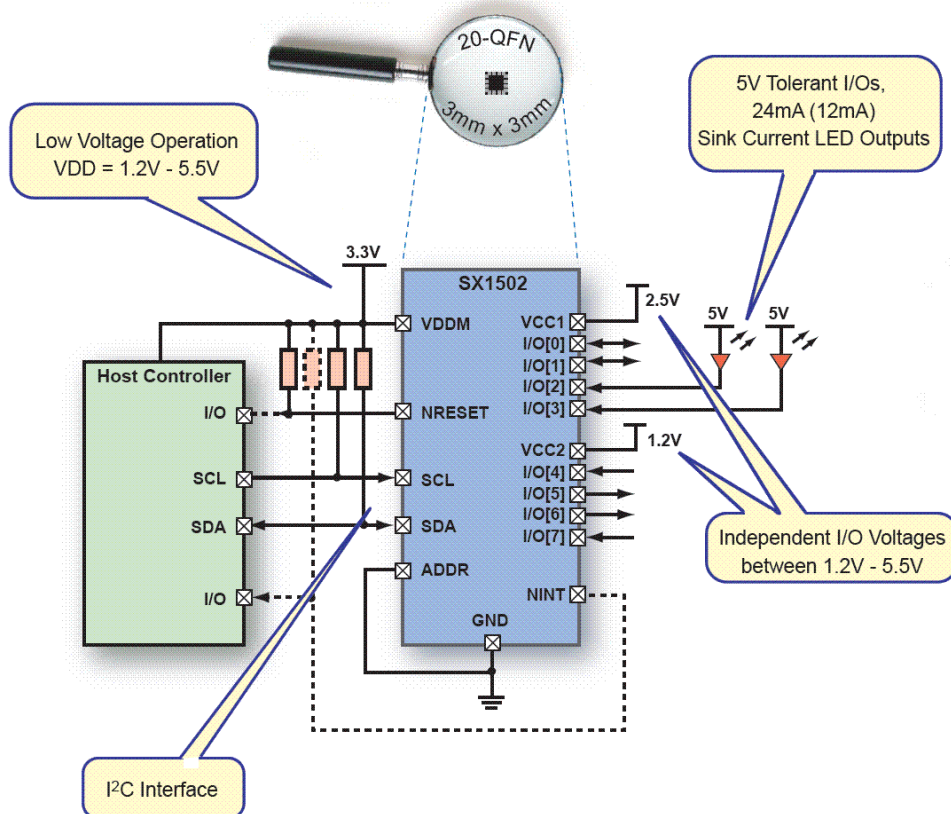 20-QFN
3mm x 3mm
5V Tolerant I/Os,
24mA (12mA)
Sink Current LED Outputs
Low Voltage Operation
VDD = 1.2V - 5.5V
3.3V
SX1502
VDDM
NRESET
SCL
SDA
ADDR
GND
VCC1
I/O[0]
I/O[1]
I/O[2]
I/O[3]
VCC2
I/O[4]
I/O[5]
I/O[6]
I/O[7]
NINT
2.5V
5V
5V
1.2V
Host Controller
I/O
SCL
SDA
I/O
Independent I/O Voltages
between 1.2V - 5.5V
I²C Interface